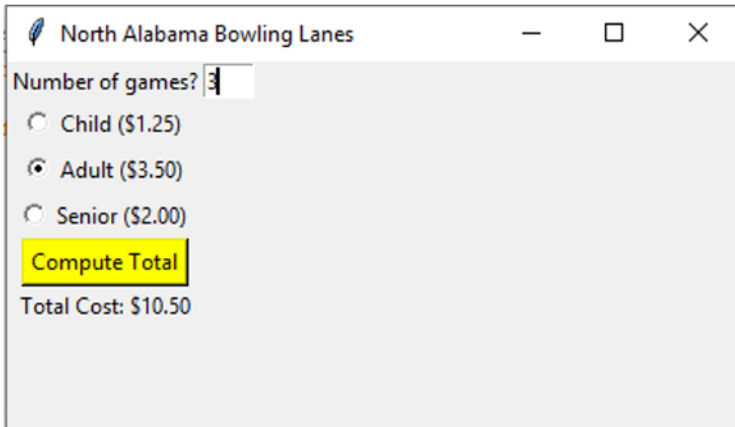 North Alabama Bowling Lanes
Number of games? 3
Child ($1.25)
Adult ($3.50)
Senior ($2.00)
Compute Total
Total Cost: $10.50